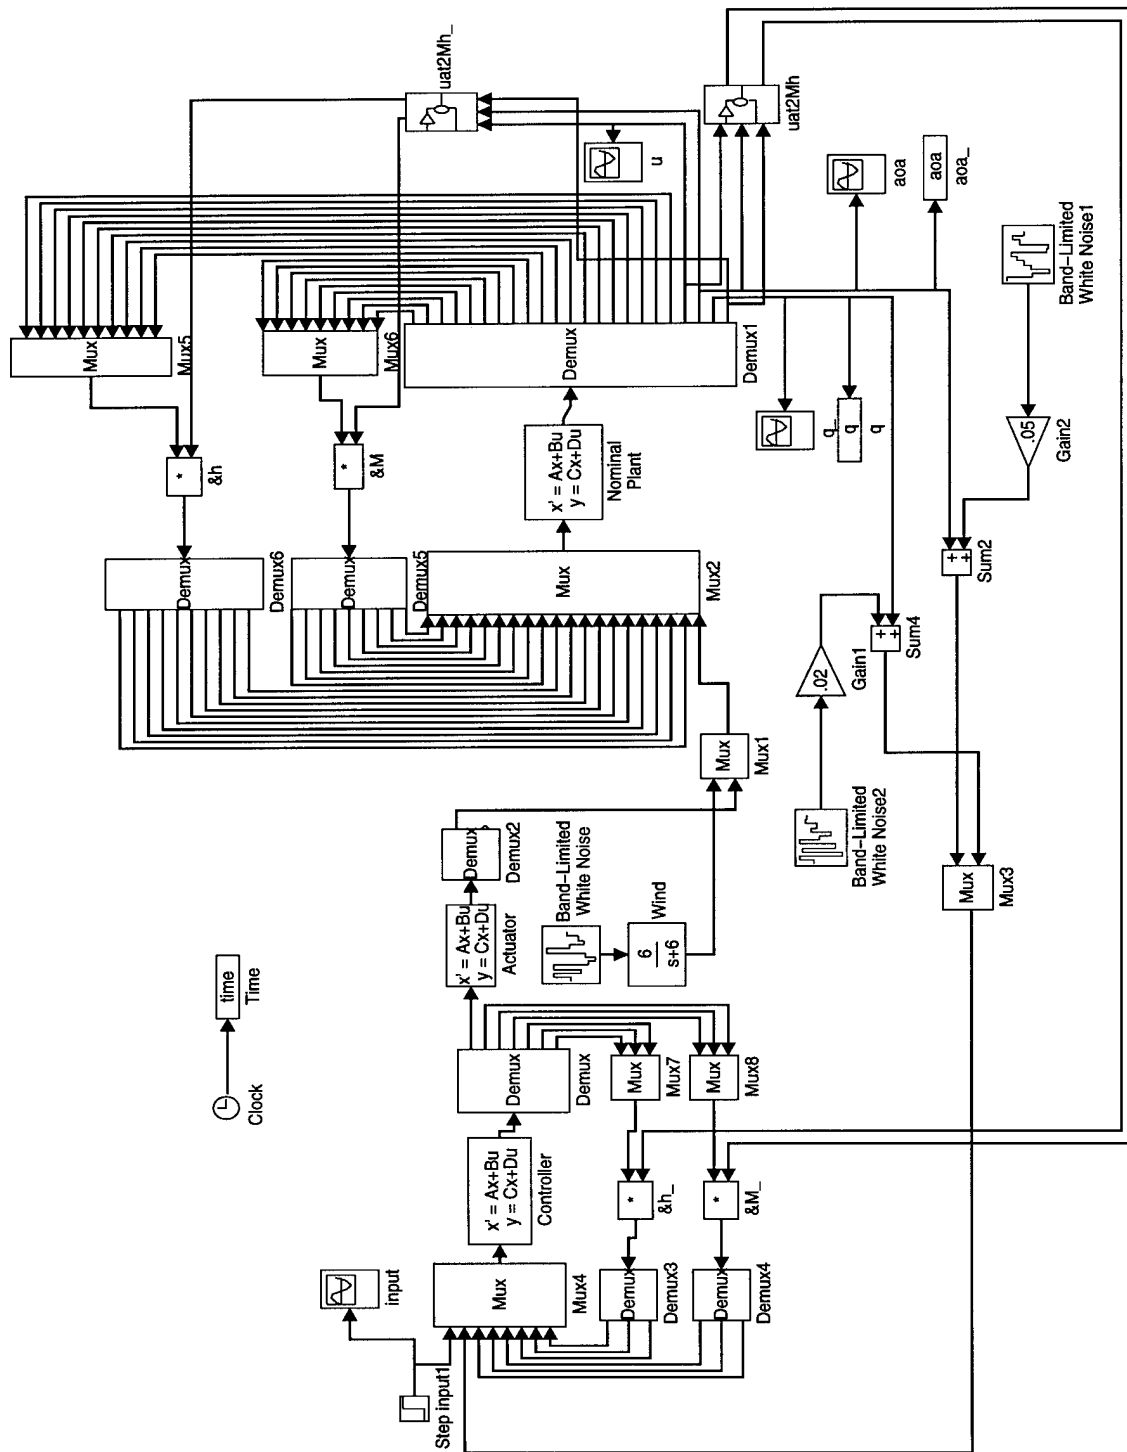 Step input1
input
Mux
Mux4
x' = Ax+Bu
y = Cx+Du
Controller
Demux
Demux
Mux
Mux7
Mux
Mux8
*
&h_
*
&M_
Demux
Demux3
Demux
Demux4
Clock
time
Time
x' = Ax+Bu
y = Cx+Du
Actuator
Demux
Demux2
Band-Limited
White Noise
6
s+6
Wind
Mux
Mux1
Demux
Demux6
Demux
Demux5
Mux
Mux2
*
&h
*
&M
x' = Ax+Bu
y = Cx+Du
Nominal
Plant
Mux
Mux5
Mux
Mux6
Demux
Demux1
uat2Mh_
u
uat2Mh
aoa
aoa
aoa_
q_
q
q
Band-Limited
White Noise1
.05
Gain2
+
+
Sum2
Band-Limited
White Noise2
.02
Gain1
+
+
Sum4
Mux
Mux3